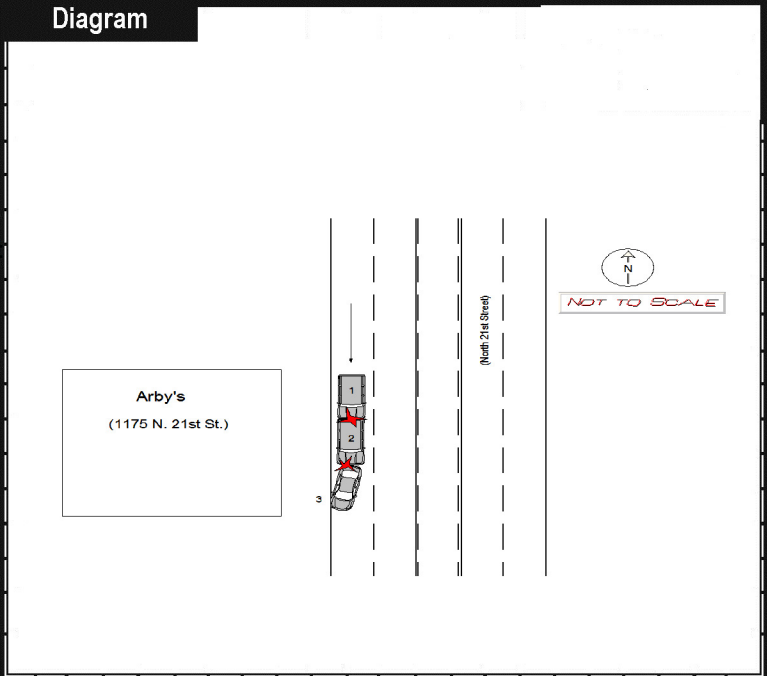 Diagram
N
NOT TO SCALE
(North 21st Street)
Arby's
(1175 N. 21st St.)
1
2
3